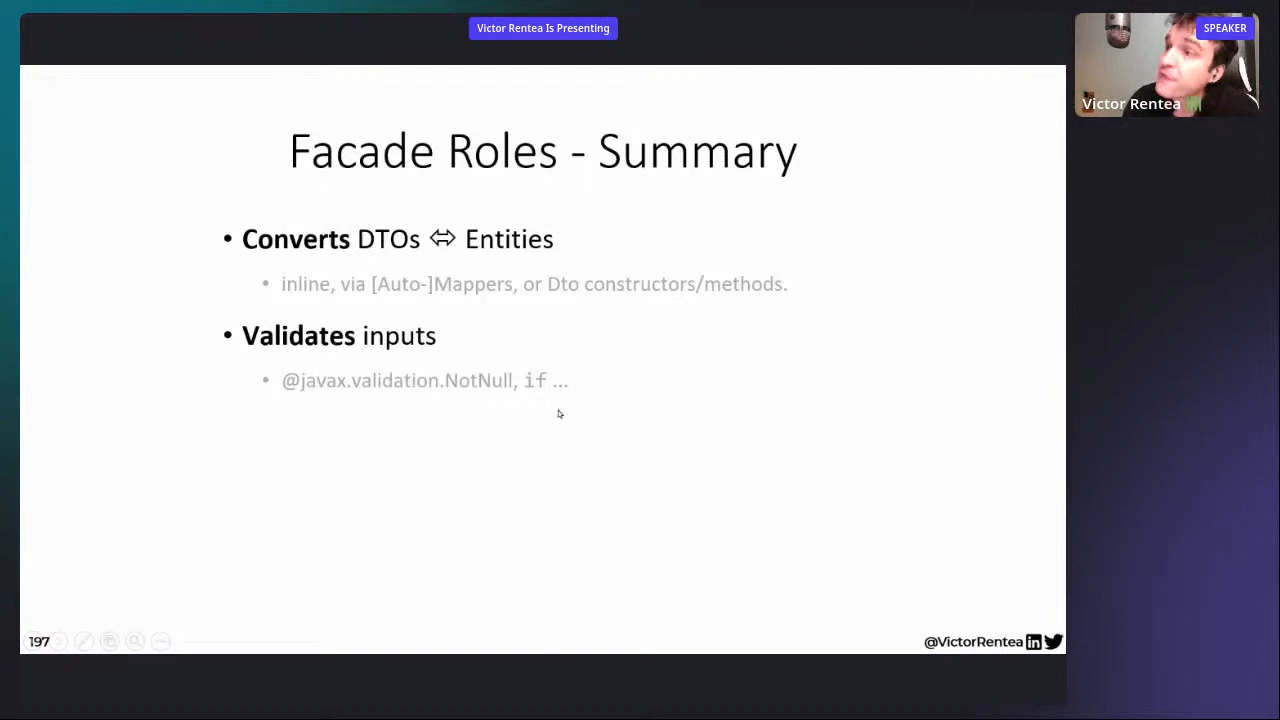 Victor Rentea Is Presenting
SPEAKER
Victor Rentea
Facade Roles - Summary
• Converts DTOs ⇔ Entities
• inline, via [Auto-]Mappers, or Dto constructors/methods.
• Validates inputs
• @javax.validation.NotNull, if ...
197
@VictorRentea